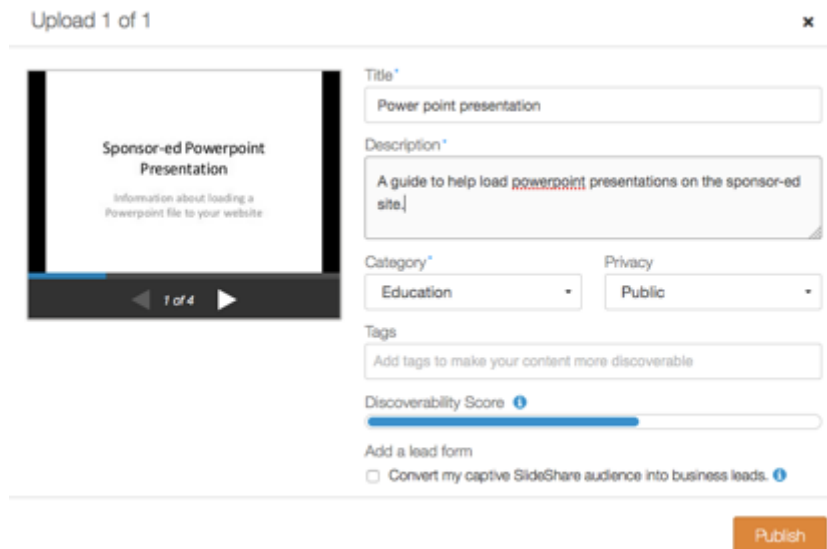 Upload 1 of 1
×
Sponsor-ed Powerpoint
Presentation
Information about loading a
Powerpoint file to your website
1 of 4
Title*
Power point presentation
Description*
A guide to help load powerpoint presentations on the sponsor-ed
site.
Category*
Privacy
Education
Public
Tags
Add tags to make your content more discoverable
Discoverability Score
Add a lead form
Convert my captive SlideShare audience into business leads.
Publish